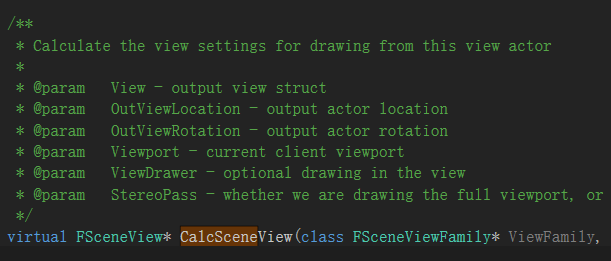 /**
* Calculate the view settings for drawing from this view actor
*
* @param View - output view struct
* @param OutViewLocation - output actor location
* @param OutViewRotation - output actor rotation
* @param Viewport - current client viewport
* @param ViewDrawer - optional drawing in the view
* @param StereoPass - whether we are drawing the full viewport, or
*/
virtual FSceneView* CalcSceneView(class FSceneViewFamily* ViewFamily,